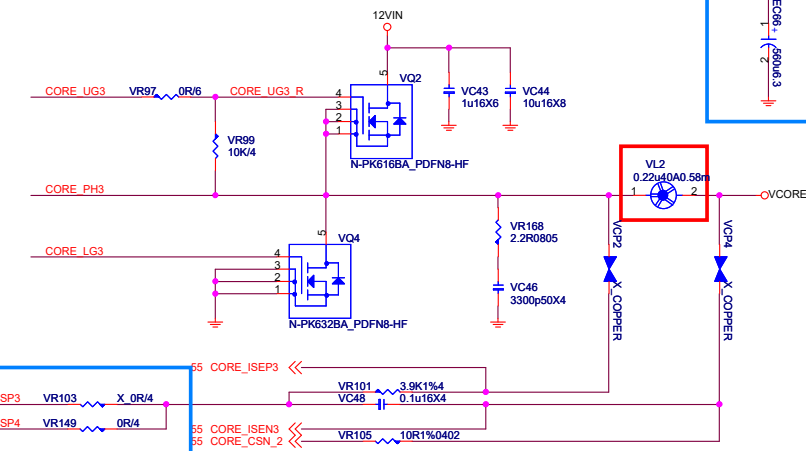 12VIN
EC66 +
1
2
560u6.3
CORE_UG3 VR97 0R/6 CORE_UG3_R
5
VQ2
4
3
2
1
VC43
1u16X6
VC44
10u16X8
VR99
10K/4
N-PK616BA_PDFN8-HF
VL2
0.22u40A0.58m
1 2
CORE_PH3
VCORE
VR168
2.2R0805
VCP2
X_COPPER
VCP4
X_COPPER
5
VQ4
CORE_LG3
4
3
2
1
VC46
3300p50X4
N-PK632BA_PDFN8-HF
55 CORE_ISEP3
VR101 3.9K1%4
SP3 VR103 X_0R/4
VC48 0.1u16X4
SP4 VR149 0R/4
55 CORE_ISEN3
55 CORE_CSN_2
VR105 10R1%0402